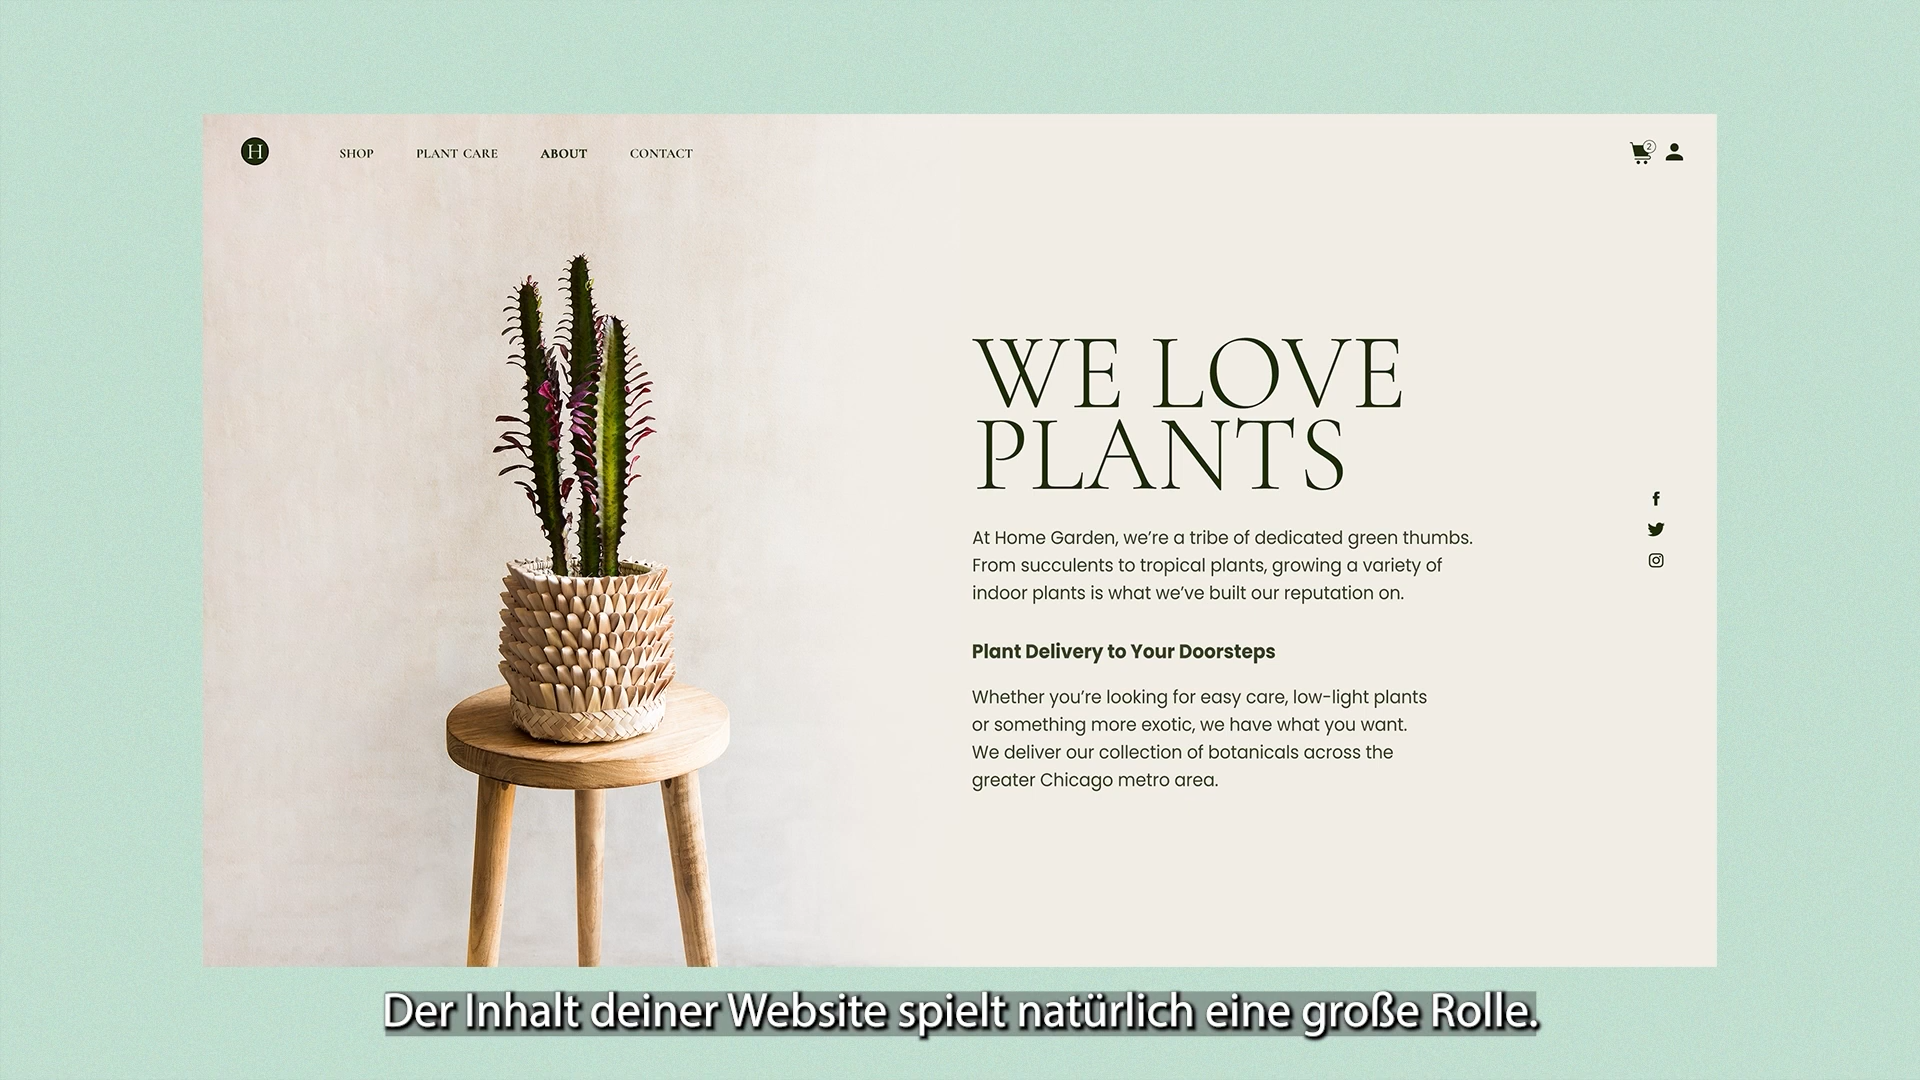 H
SHOP
PLANT CARE
ABOUT
CONTACT
2
WE LOVE
PLANTS
At Home Garden, we’re a tribe of dedicated green thumbs.
From succulents to tropical plants, growing a variety of
indoor plants is what we’ve built our reputation on.
Plant Delivery to Your Doorsteps
Whether you’re looking for easy care, low-light plants
or something more exotic, we have what you want.
We deliver our collection of botanicals across the
greater Chicago metro area.
Der Inhalt deiner Website spielt natürlich eine große Rolle.